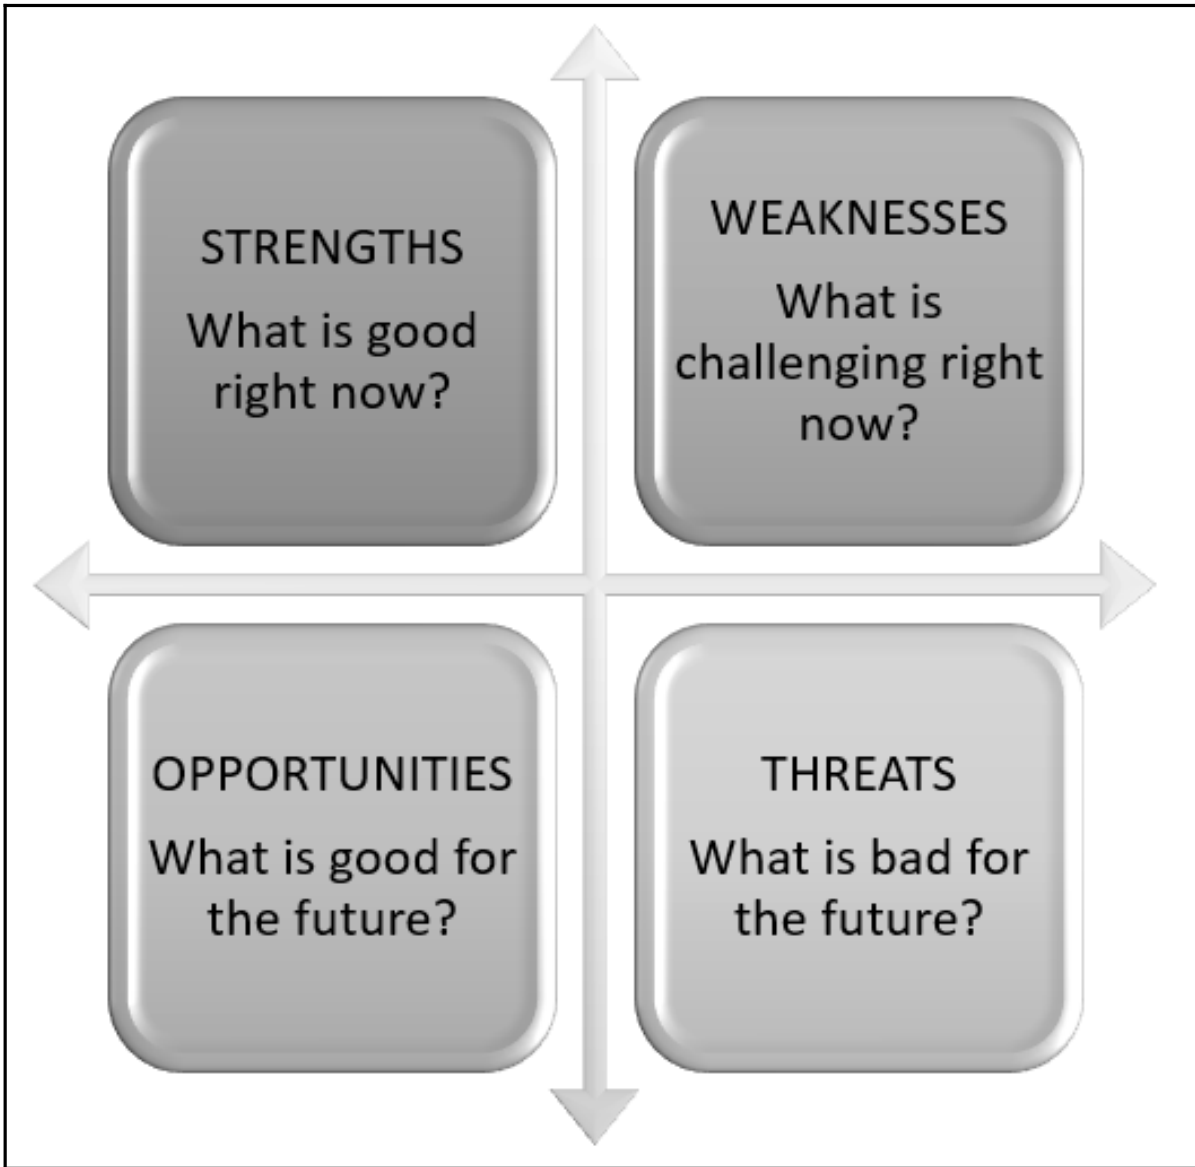 STRENGTHS
What is good
right now?
WEAKNESSES
What is
challenging right
now?
OPPORTUNITIES
What is good for
the future?
THREATS
What is bad for
the future?